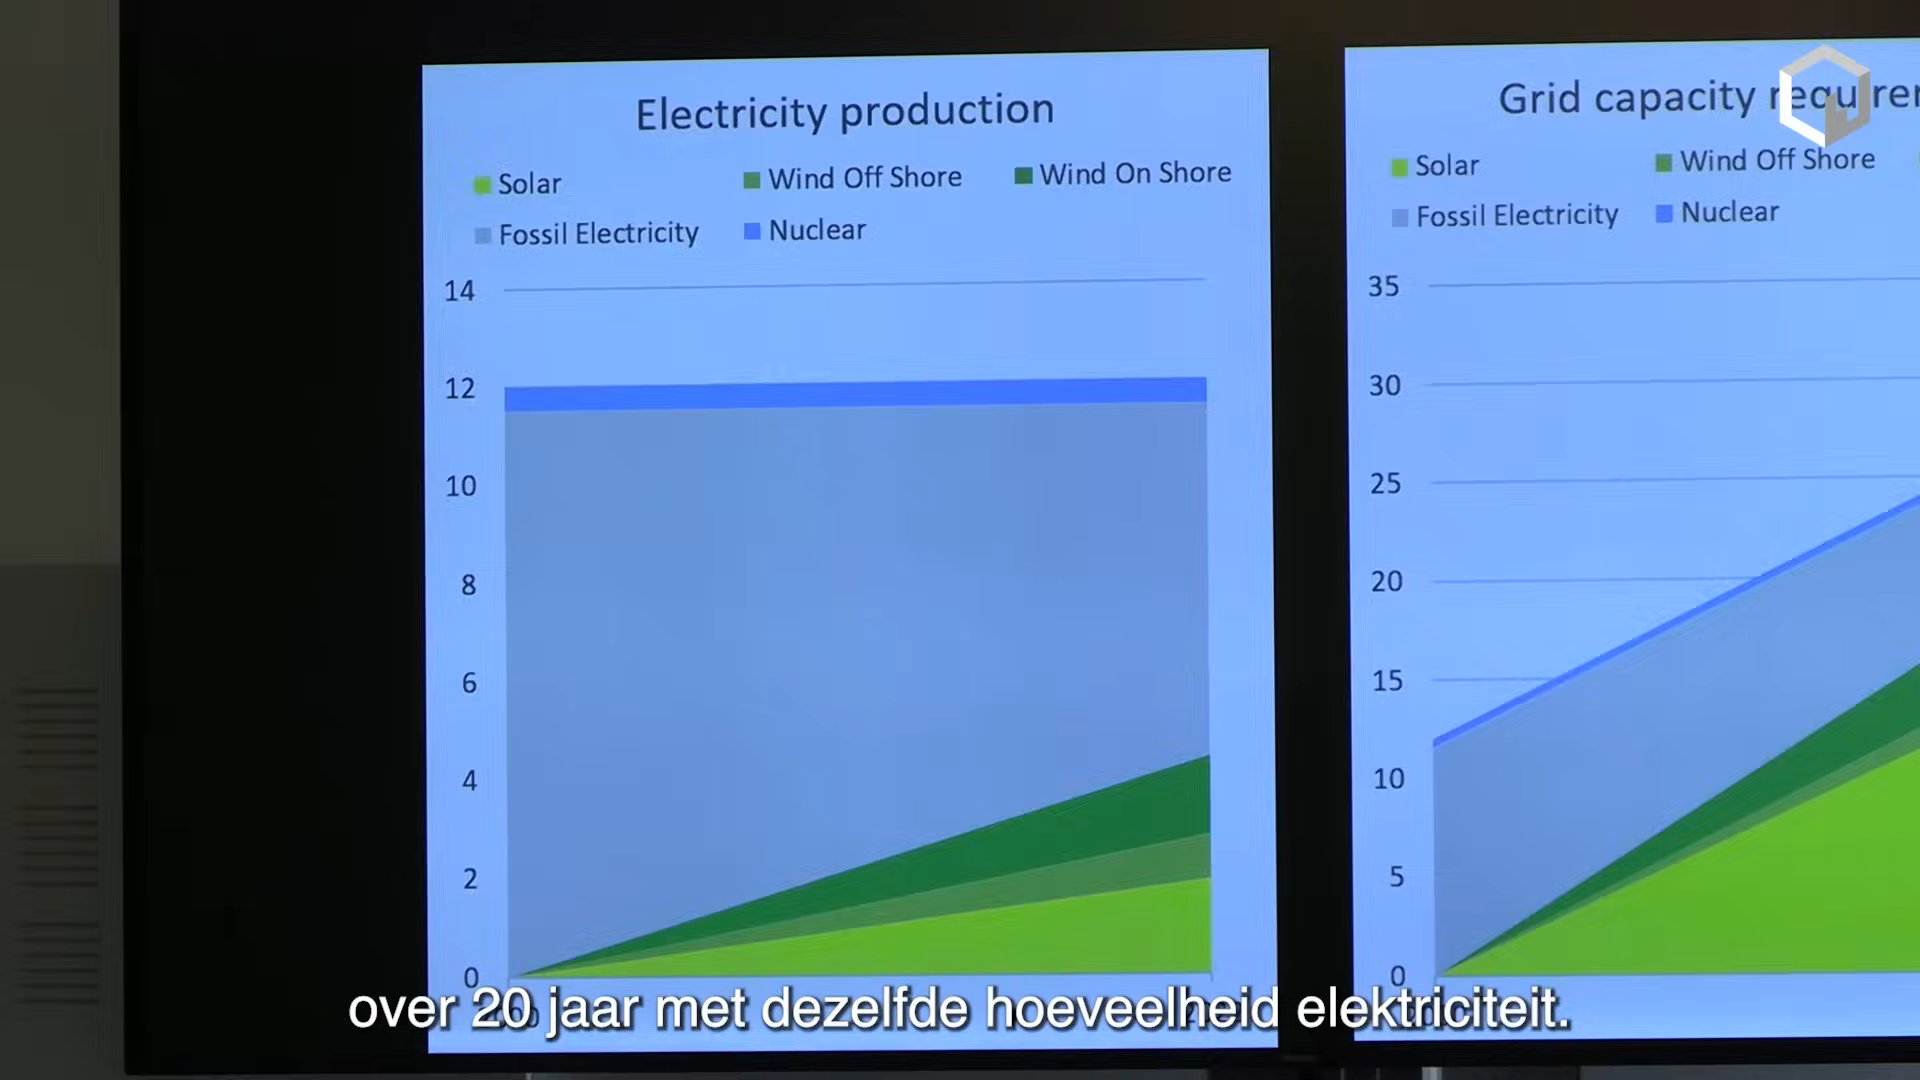 Electricity production
Solar
Wind Off Shore
Wind On Shore
Fossil Electricity
Nuclear
14
12
10
8
6
4
2
0
Grid capacity
Solar
Wind Off Shore
Fossil Electricity
Nuclear
35
30
25
20
15
10
5
0
over 20 jaar met dezelfde hoeveelheid elektriciteit.